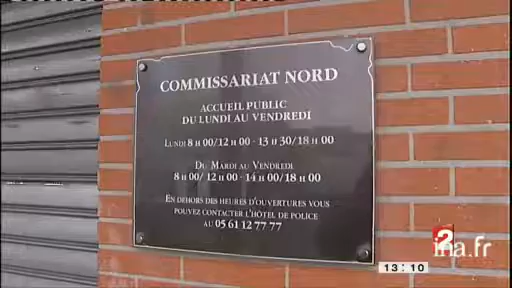 COMMISSARIAT NORD
ACCUEIL PUBLIC
DU LUNDI AU VENDREDI
LUNDI 8 H 00/12 H 00 - 13 H 30/18 H 00
DU MARDI AU VENDREDI
8 H 00/ 12 H 00 - 14 H 00/18 H 00
EN DEHORS DES HEURES D'OUVERTURES VOUS
POUVEZ CONTACTER L'HÔTEL DE POLICE
AU 05 61 12 77 77
2
ina.fr
13:10